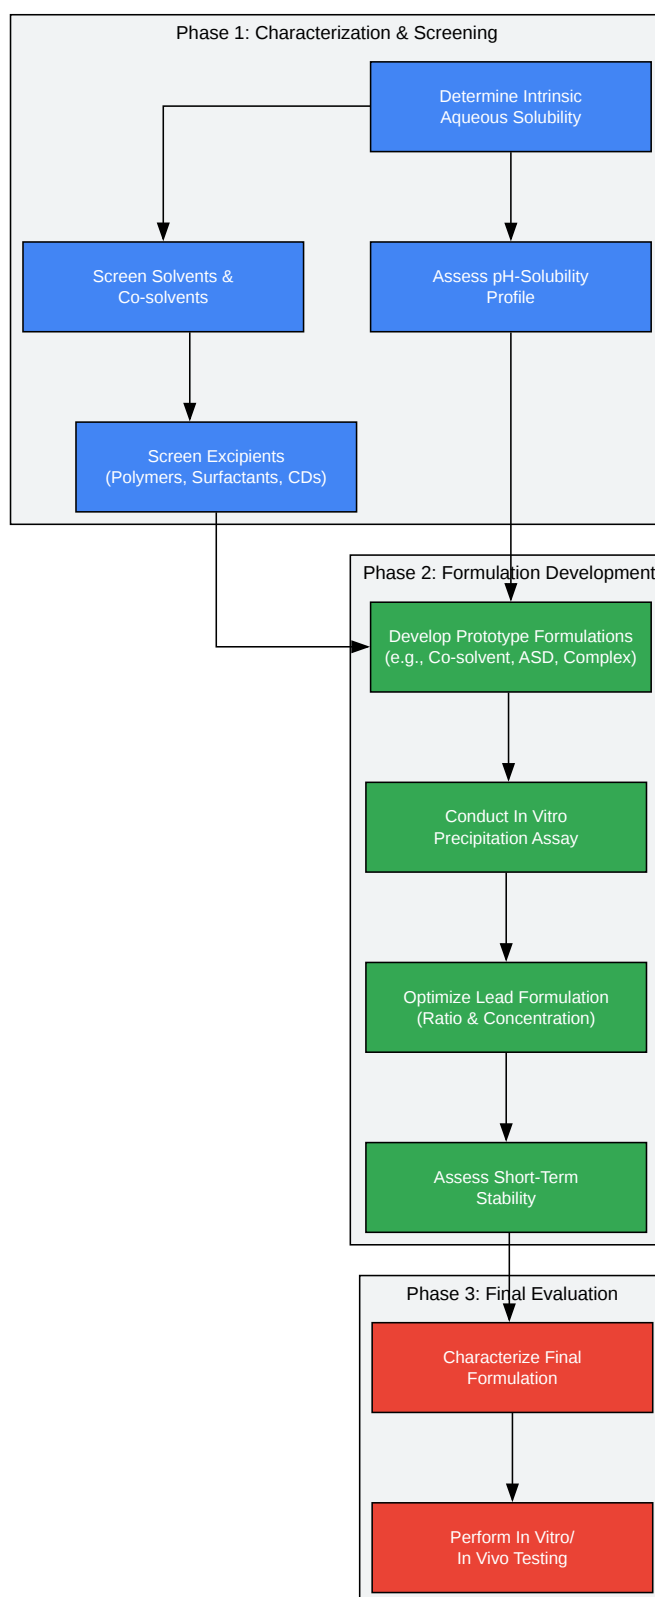 Phase 1: Characterization & Screening
Determine Intrinsic
Aqueous Solubility
Screen Solvents &
Co-solvents
Assess pH-Solubility
Profile
Screen Excipients
(Polymers, Surfactants, CDs)
Phase 2: Formulation Development
Develop Prototype Formulations
(e.g., Co-solvent, ASD, Complex)
Conduct In Vitro
Precipitation Assay
Optimize Lead Formulation
(Ratio & Concentration)
Assess Short-Term
Stability
Phase 3: Final Evaluation
Characterize Final
Formulation
Perform In Vitro/
In Vivo Testing